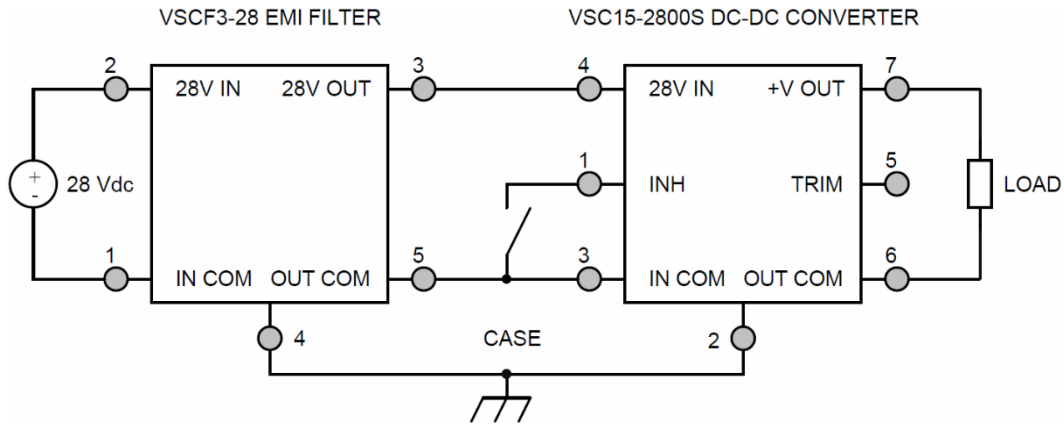 VSCF3-28 EMI FILTER
VSC15-2800S DC-DC CONVERTER
2
3
4
7
28V IN
28V OUT
28V IN
+V OUT
+
-
28 Vdc
1
INH
TRIM
5
LOAD
1
5
3
6
IN COM
OUT COM
IN COM
OUT COM
4
CASE
2